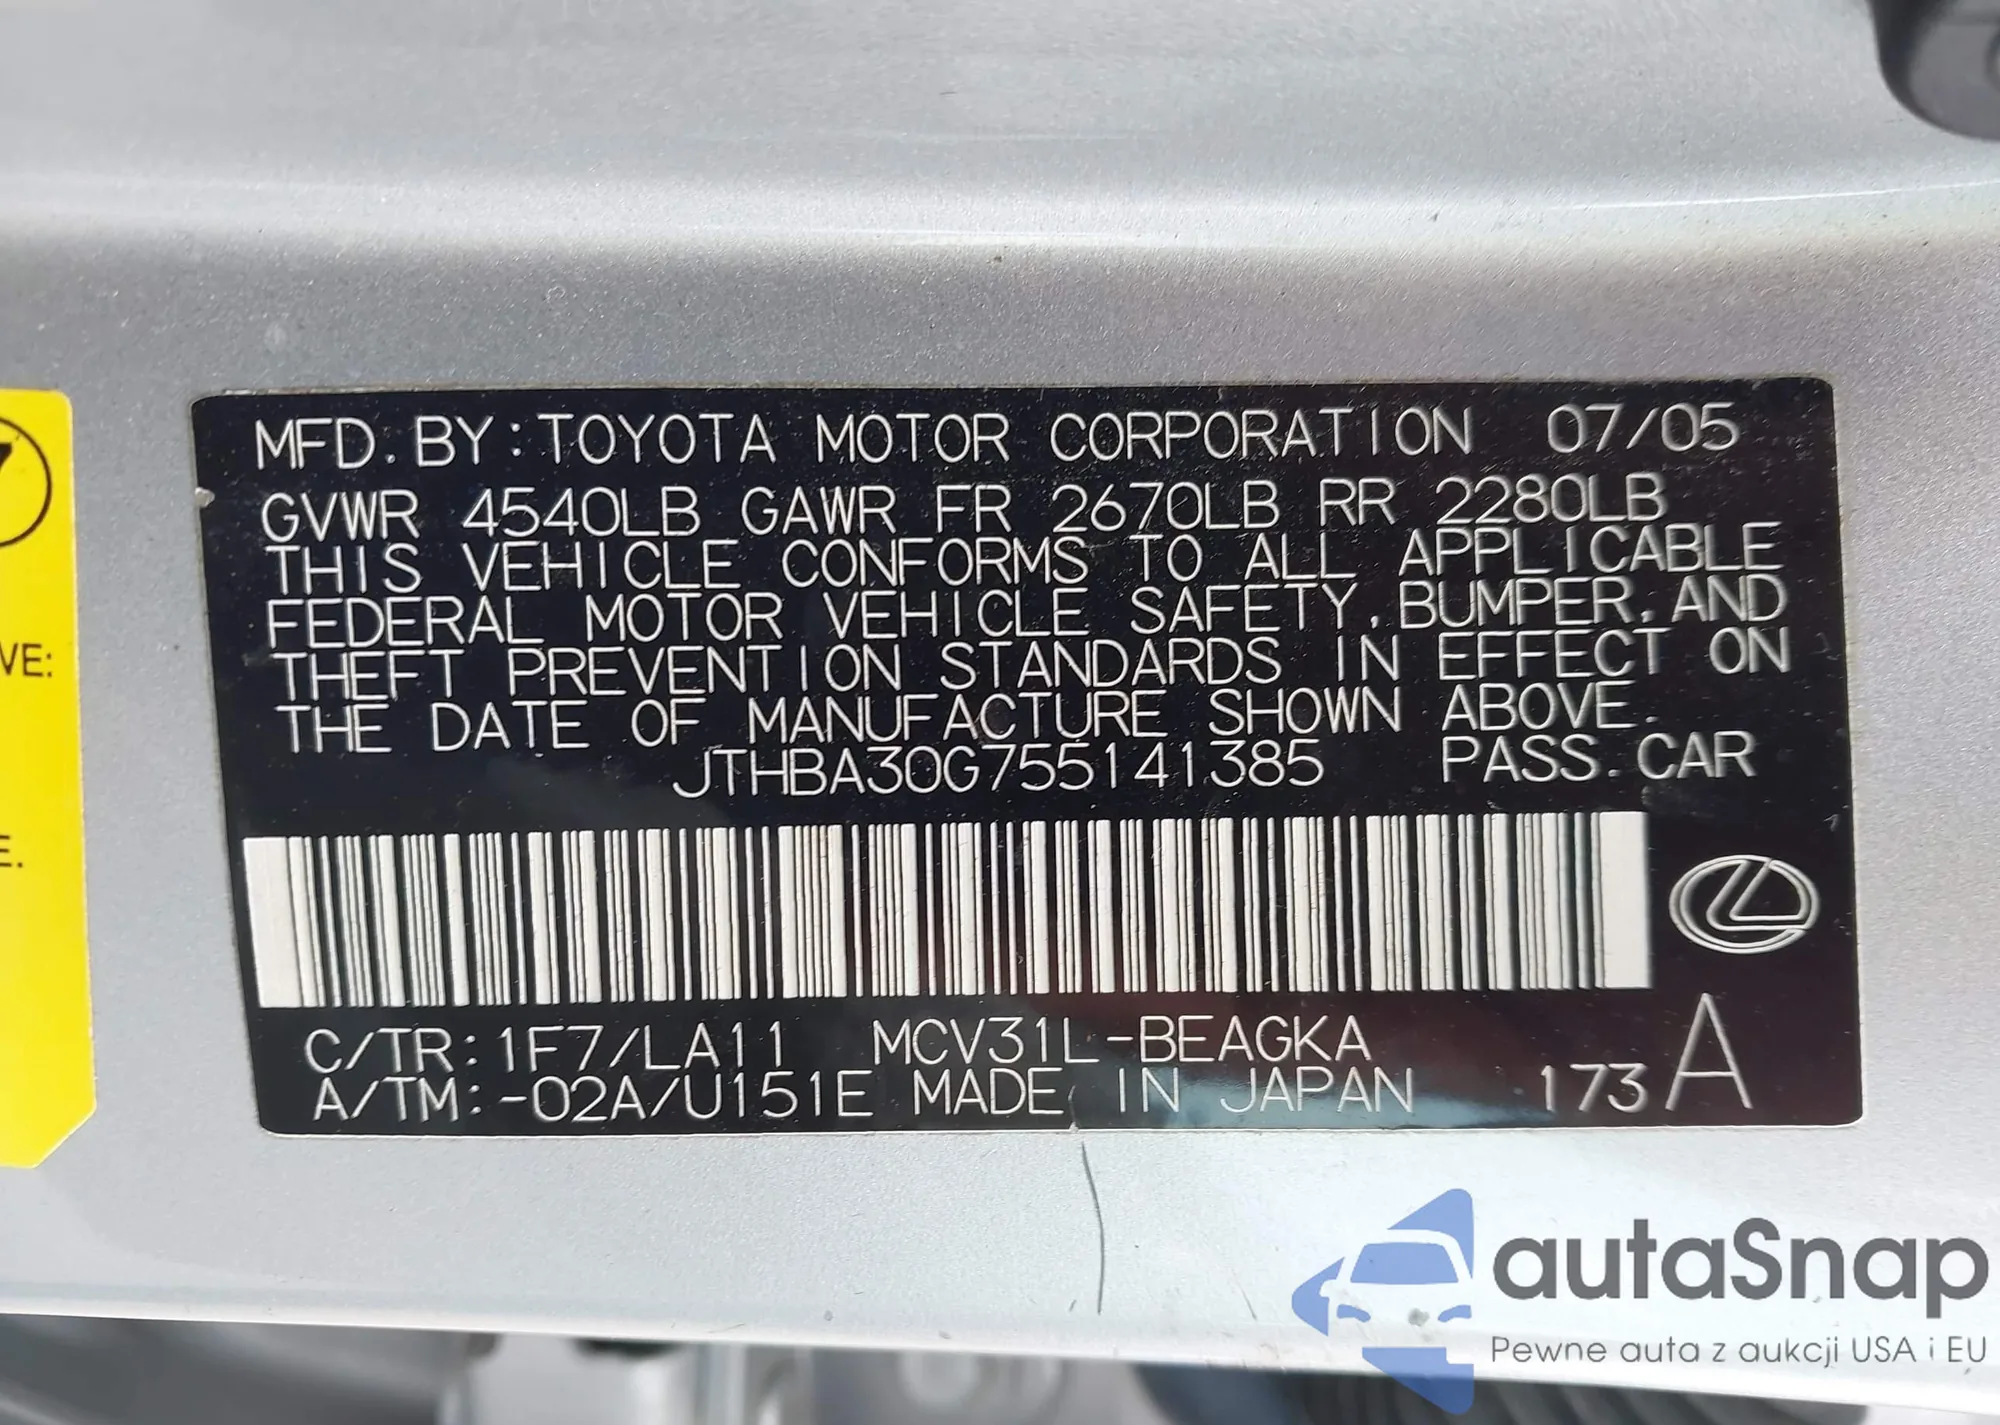 MFD. BY: TOYOTA MOTOR CORPORATION 07/05
GVWR 4540LB GAWR FR 2670LB RR 2280LB
THIS VEHICLE CONFORMS TO ALL APPLICABLE
FEDERAL MOTOR VEHICLE SAFETY, BUMPER, AND
THEFT PREVENTION STANDARDS IN EFFECT ON
THE DATE OF MANUFACTURE SHOWN ABOVE.
JTHBA30G755141385 PASS. CAR
C/TR: 1F7/LA11 MCV31L-BEAGKA
A/TM: -02A/U151E MADE IN JAPAN 173 A
7
VE:
E.
autaSnap
Pewne auta z aukcji USA i EU